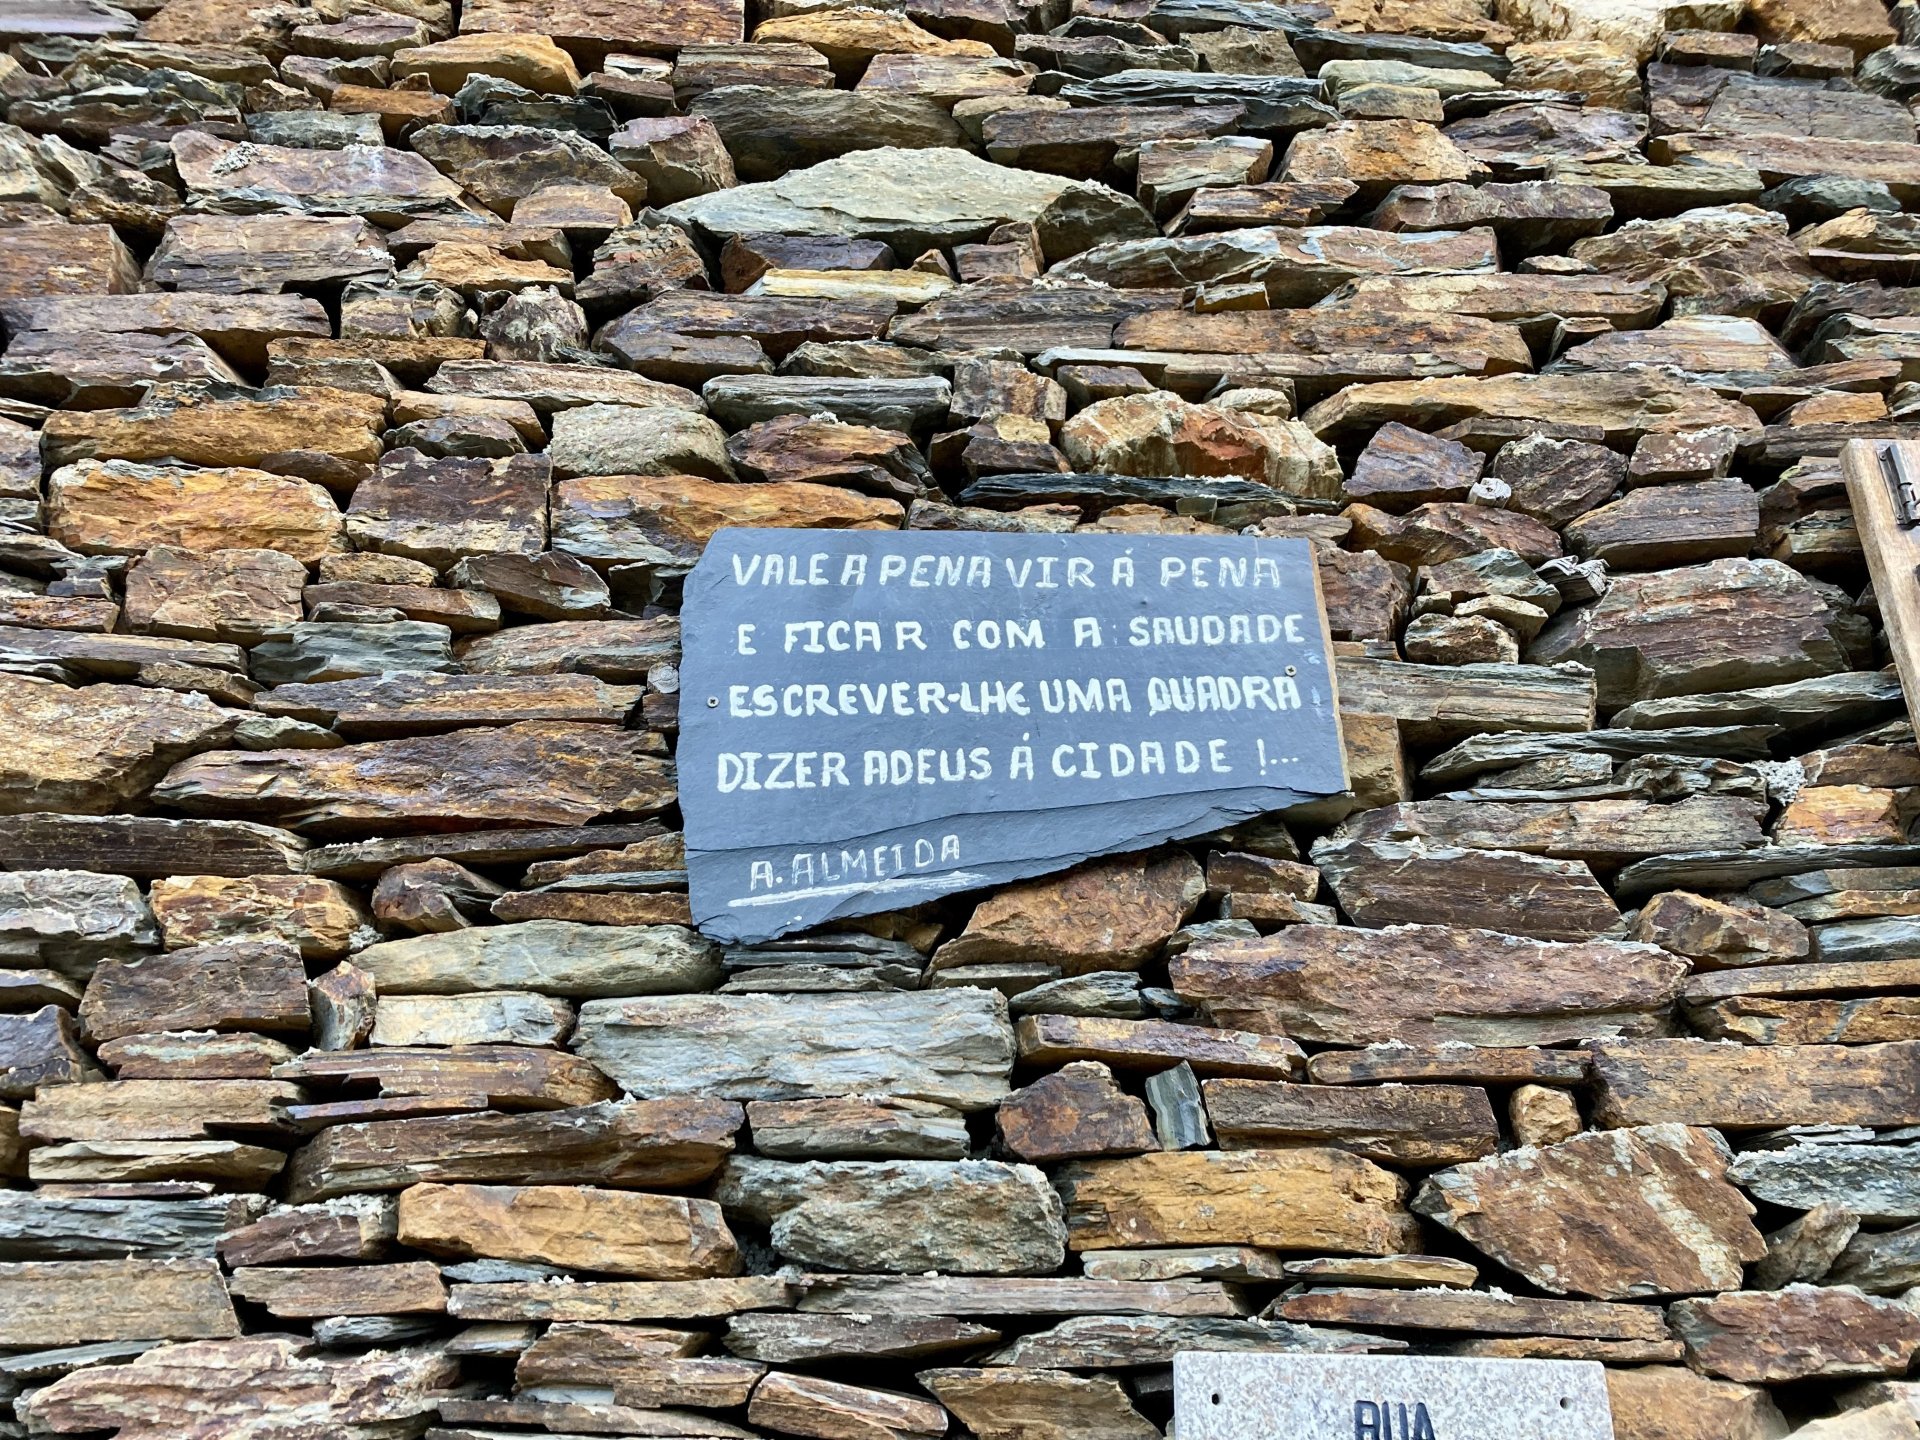 VALE A PENA VIR Á PENA
E FICAR COM A SAUDADE
ESCREVER-LHE UMA QUADRA
DIZER ADEUS Á CIDADE !...
A. ALMEIDA
RUA